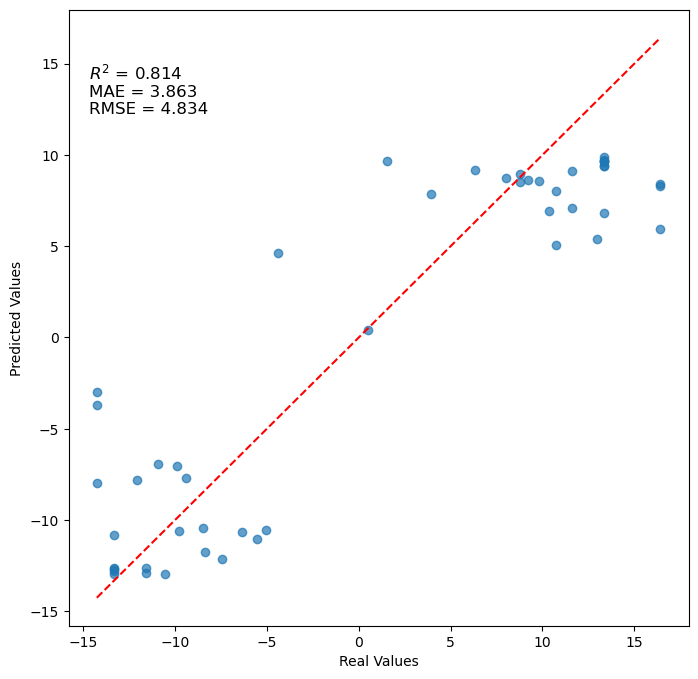 R² = 0.814
MAE = 3.863
RMSE = 4.834
15
10
5
0
−5
−10
−15
Predicted Values
−15 −10 −5 0 5 10 15
Real Values